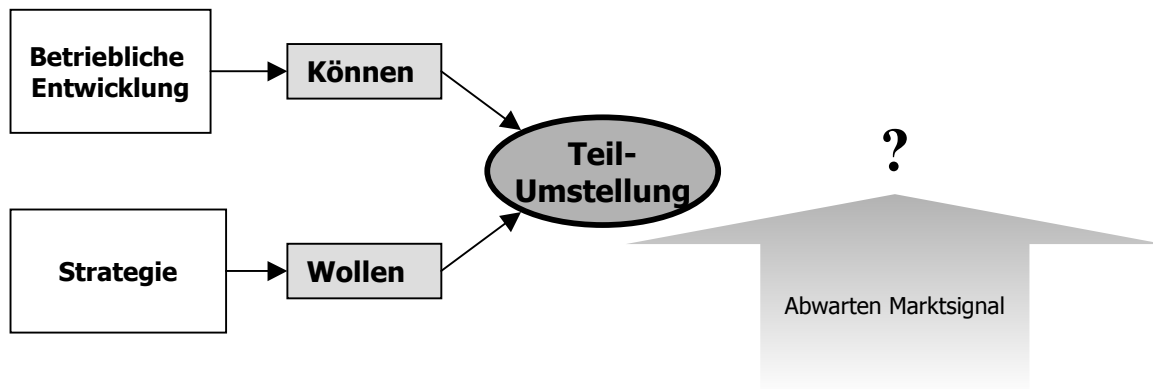 Betriebliche
Entwicklung
Können
Teil-
Umstellung
?
Strategie
Wollen
Abwarten Marktsignal